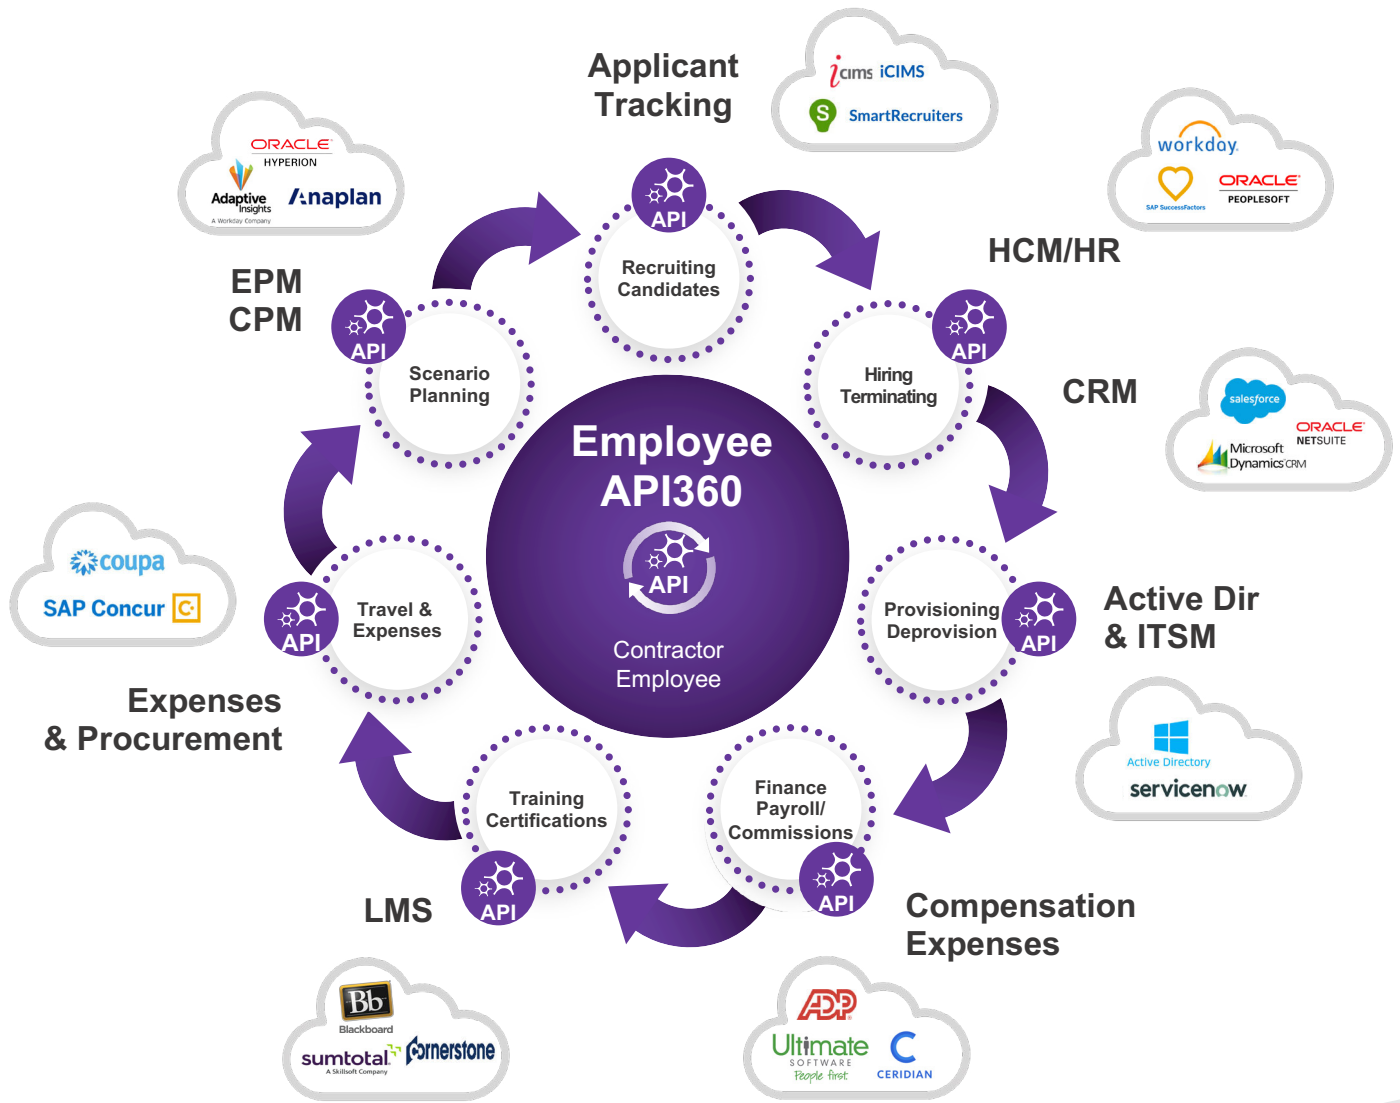 Applicant
Tracking
icims iCIMS
S SmartRecruiters
ORACLE®
HYPERION
Adaptive
Insights
A Workday Company
Anaplan
workday.
SAP SuccessFactors
ORACLE®
PEOPLESOFT
HCM/HR
EPM
CPM
API
Recruiting
Candidates
API
Scenario
Planning
API
Hiring
Terminating
CRM
salesforce
ORACLE®
NETSUITE
Microsoft
Dynamics CRM
Employee
API360
API
Contractor
Employee
coupa
SAP Concur C
API
Travel &
Expenses
Provisioning
Deprovision
API
Active Dir
& ITSM
Expenses
& Procurement
Active Directory
servicenow
Training
Certifications
API
Finance
Payroll/
Commissions
API
LMS
Compensation
Expenses
Bb
Blackboard
sumtotal
A Skillsoft Company
Cornerstone
ADP
Ultimate
SOFTWARE
People first
C
CERIDIAN